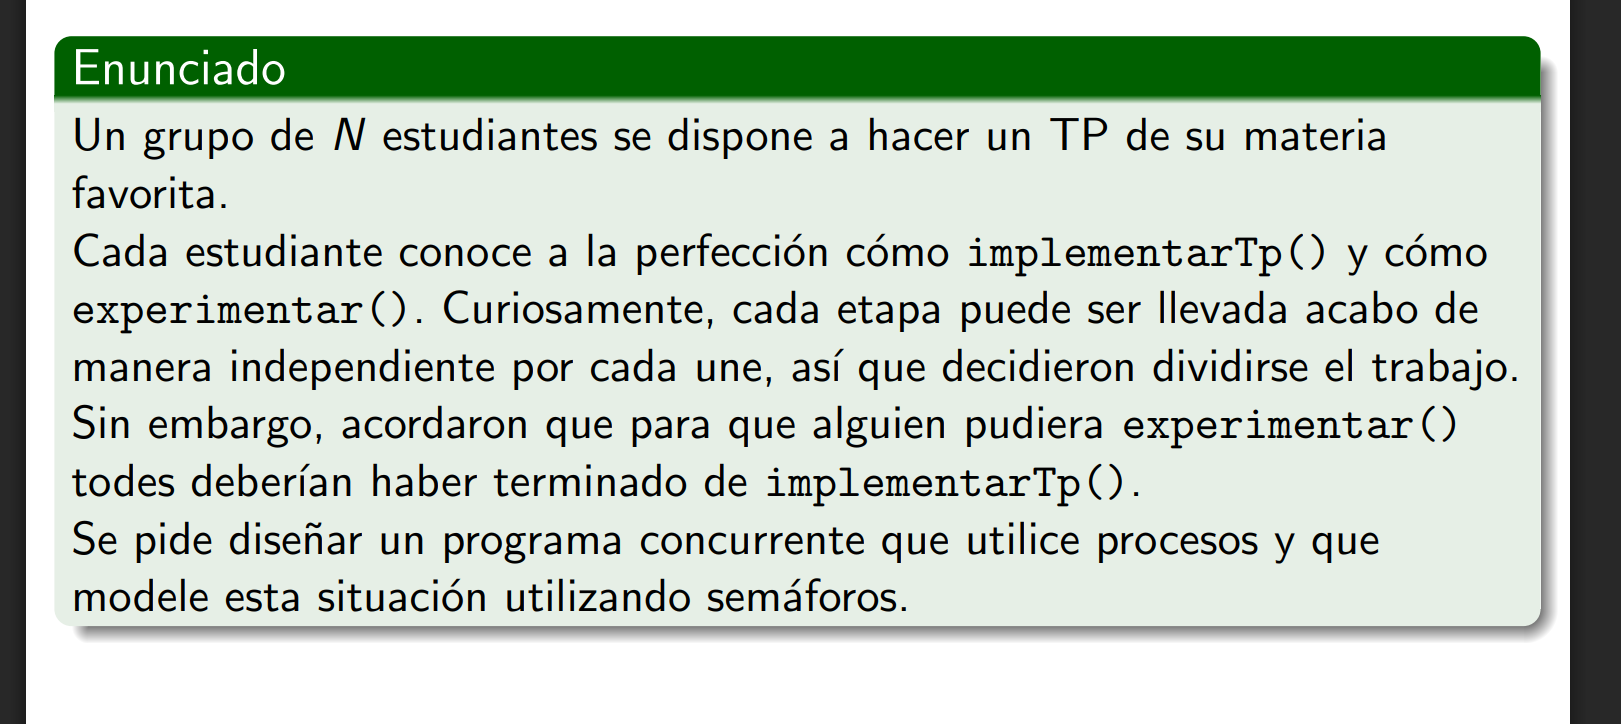 Enunciado
Un grupo de N estudiantes se dispone a hacer un TP de su materia
favorita.
Cada estudiante conoce a la perfección cómo implementarTp() y cómo
experimentar(). Curiosamente, cada etapa puede ser llevada acabo de
manera independiente por cada une, así que decidieron dividirse el trabajo.
Sin embargo, acordaron que para que alguien pudiera experimentar()
todes deberían haber terminado de implementarTp().
Se pide diseñar un programa concurrente que utilice procesos y que
modele esta situación utilizando semáforos.